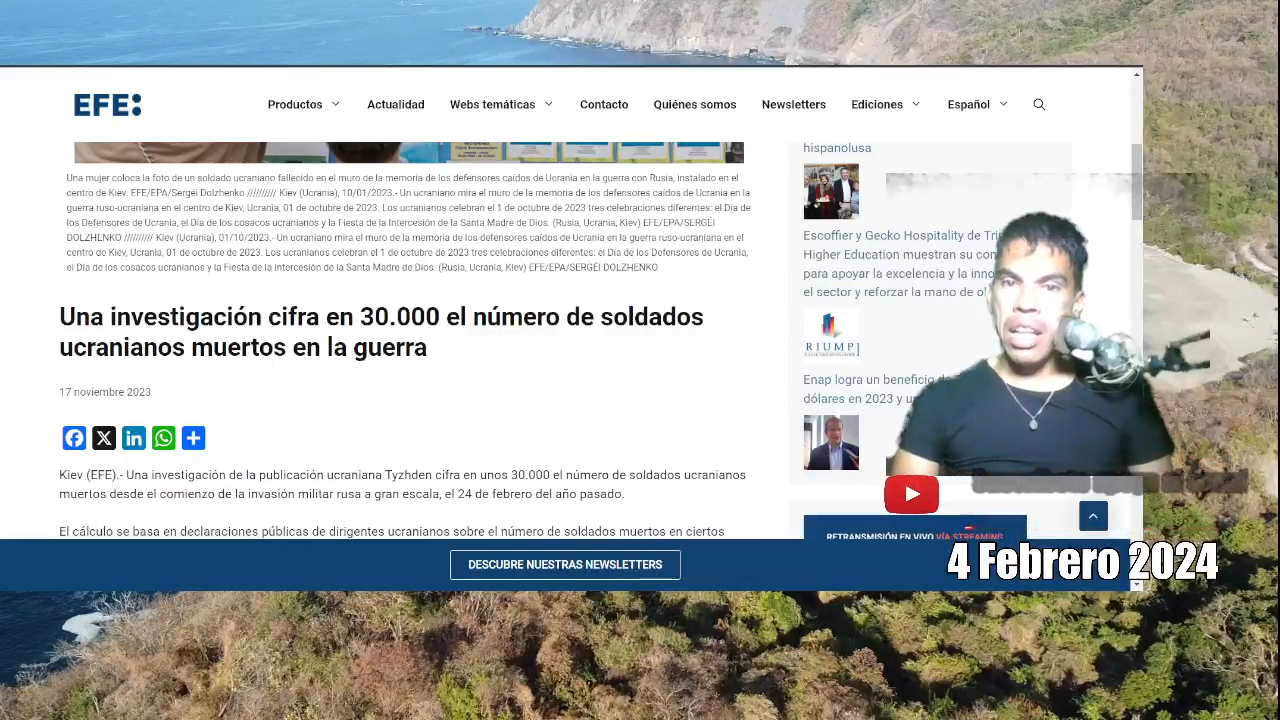 EFE:
Productos
Actualidad
Webs temáticas
Contacto
Quiénes somos
Newsletters
Ediciones
Español
Una mujer coloca la foto de un soldado ucraniano fallecido en el muro de la memoria de los defensores caídos de Ucrania en la guerra con Rusia, instalado en el
centro de Kiev. EFE/EPA/Sergei Dolzhenko ////////// Kiev (Ucrania), 10/01/2023.- Un ucraniano mira el muro de la memoria de los defensores caídos de Ucrania en la
guerra ruso-ucraniana en el centro de Kiev, Ucrania, 01 de octubre de 2023. Los ucranianos celebran el 1 de octubre de 2023 tres celebraciones diferentes: el Día de
los Defensores de Ucrania, el Día de los cosacos ucranianos y la Fiesta de la Intercesión de la Santa Madre de Dios. (Rusia, Ucrania, Kiev) EFE/EPA/SERGÉI
DOLZHENKO ////////// Kiev (Ucrania), 01/10/2023.- Un ucraniano mira el muro de la memoria de los defensores caídos de Ucrania en la guerra ruso-ucraniana en el
centro de Kiev, Ucrania, 01 de octubre de 2023. Los ucranianos celebran el 1 de octubre de 2023 tres celebraciones diferentes: el Día de los Defensores de Ucrania,
el Día de los cosacos ucranianos y la Fiesta de la Intercesión de la Santa Madre de Dios. (Rusia, Ucrania, Kiev) EFE/EPA/SERGÉI DOLZHENKO
Una investigación cifra en 30.000 el número de soldados
ucranianos muertos en la guerra
17 noviembre 2023
Kiev (EFE).- Una investigación de la publicación ucraniana Tyzhden cifra en unos 30.000 el número de soldados ucranianos
muertos desde el comienzo de la invasión militar rusa a gran escala, el 24 de febrero del año pasado.
El cálculo se basa en declaraciones públicas de dirigentes ucranianos sobre el número de soldados muertos en ciertos
hispanolusa
Escoffier y Gecko Hospitality de
Higher Education muestran su
para apoyar la excelencia y la
el sector y reforzar la mano de
Enap logra un beneficio
dólares en 2023 y
RETRANSMISIÓN EN VIVO VÍA STREAMING
DESCUBRE NUESTRAS NEWSLETTERS
4 Febrero 2024